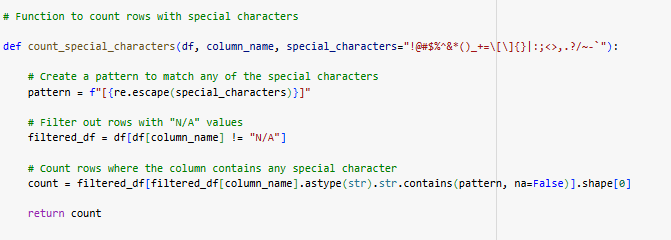 # Function to count rows with special characters
def count_special_characters(df, column_name, special_characters="!@#$%^&*()_+=\[\]{}|:;<>,.?/~-`"):
# Create a pattern to match any of the special characters
pattern = f"[{re.escape(special_characters)}]"
# Filter out rows with "N/A" values
filtered_df = df[df[column_name] != "N/A"]
# Count rows where the column contains any special character
count = filtered_df[filtered_df[column_name].astype(str).str.contains(pattern, na=False)].shape[0]
return count